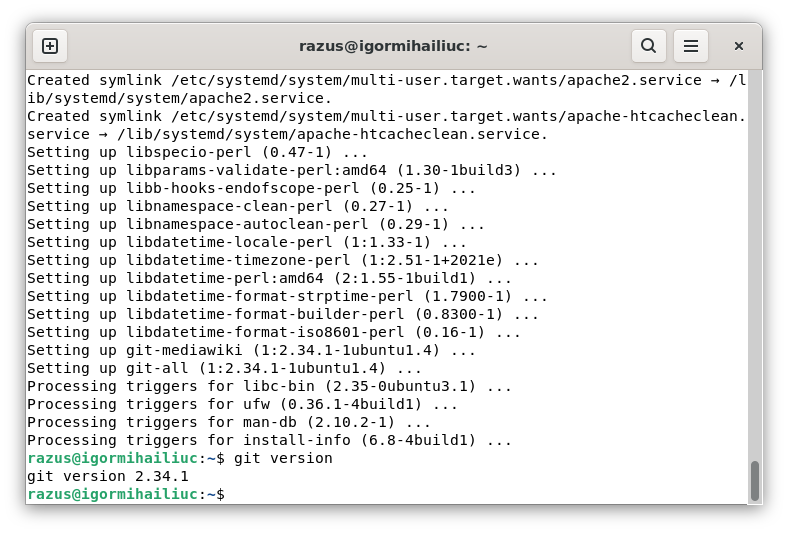 razus@igormihailiuc: ~
Created symlink /etc/systemd/system/multi-user.target.wants/apache2.service → /l
ib/systemd/system/apache2.service.
Created symlink /etc/systemd/system/multi-user.target.wants/apache-htcacheclean.
service → /lib/systemd/system/apache-htcacheclean.service.
Setting up libspecio-perl (0.47-1) ...
Setting up libparams-validate-perl:amd64 (1.30-1build3) ...
Setting up libb-hooks-endofscope-perl (0.25-1) ...
Setting up libnamespace-clean-perl (0.27-1) ...
Setting up libnamespace-autoclean-perl (0.29-1) ...
Setting up libdatetime-locale-perl (1:1.33-1) ...
Setting up libdatetime-timezone-perl (1:2.51-1+2021e) ...
Setting up libdatetime-perl:amd64 (2:1.55-1build1) ...
Setting up libdatetime-format-strptime-perl (1.7900-1) ...
Setting up libdatetime-format-builder-perl (0.8300-1) ...
Setting up libdatetime-format-iso8601-perl (0.16-1) ...
Setting up git-mediawiki (1:2.34.1-1ubuntu1.4) ...
Setting up git-all (1:2.34.1-1ubuntu1.4) ...
Processing triggers for libc-bin (2.35-0ubuntu3.1) ...
Processing triggers for ufw (0.36.1-4build1) ...
Processing triggers for man-db (2.10.2-1) ...
Processing triggers for install-info (6.8-4build1) ...
razus@igormihailiuc:~$ git version
git version 2.34.1
razus@igormihailiuc:~$